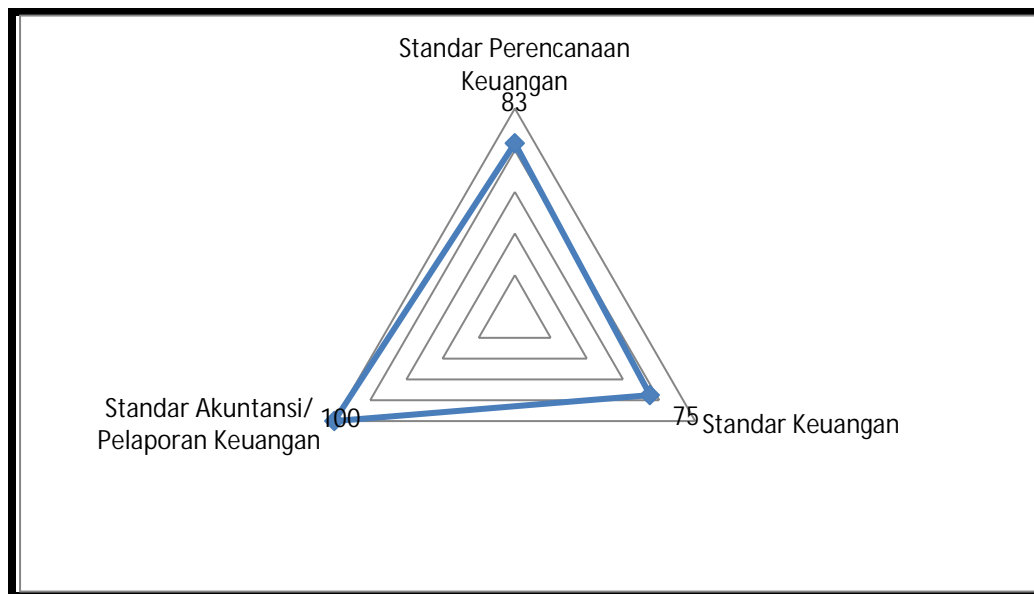 Standar Perencanaan
Keuangan
83
Standar Akuntansi/
Pelaporan Keuangan
100
75
Standar Keuangan